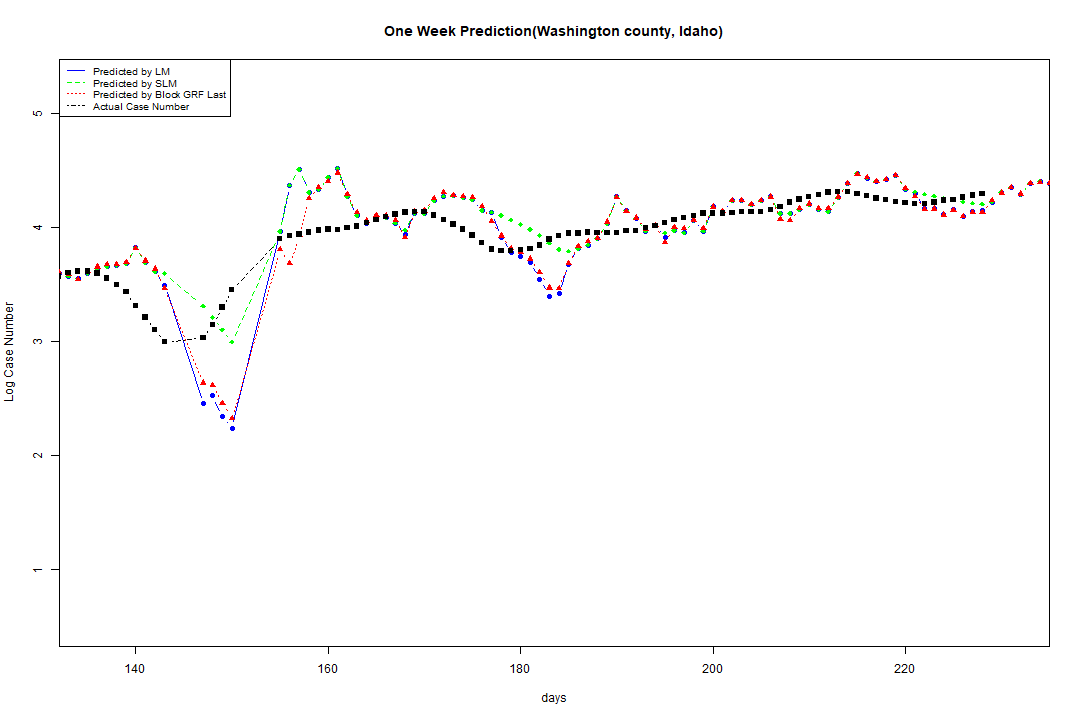 One Week Prediction(Washington county, Idaho)
Predicted by LM
Predicted by SLM
Predicted by Block GRF Last
Actual Case Number
Log Case Number
5
4
3
2
1
140 160 180 200 220
days